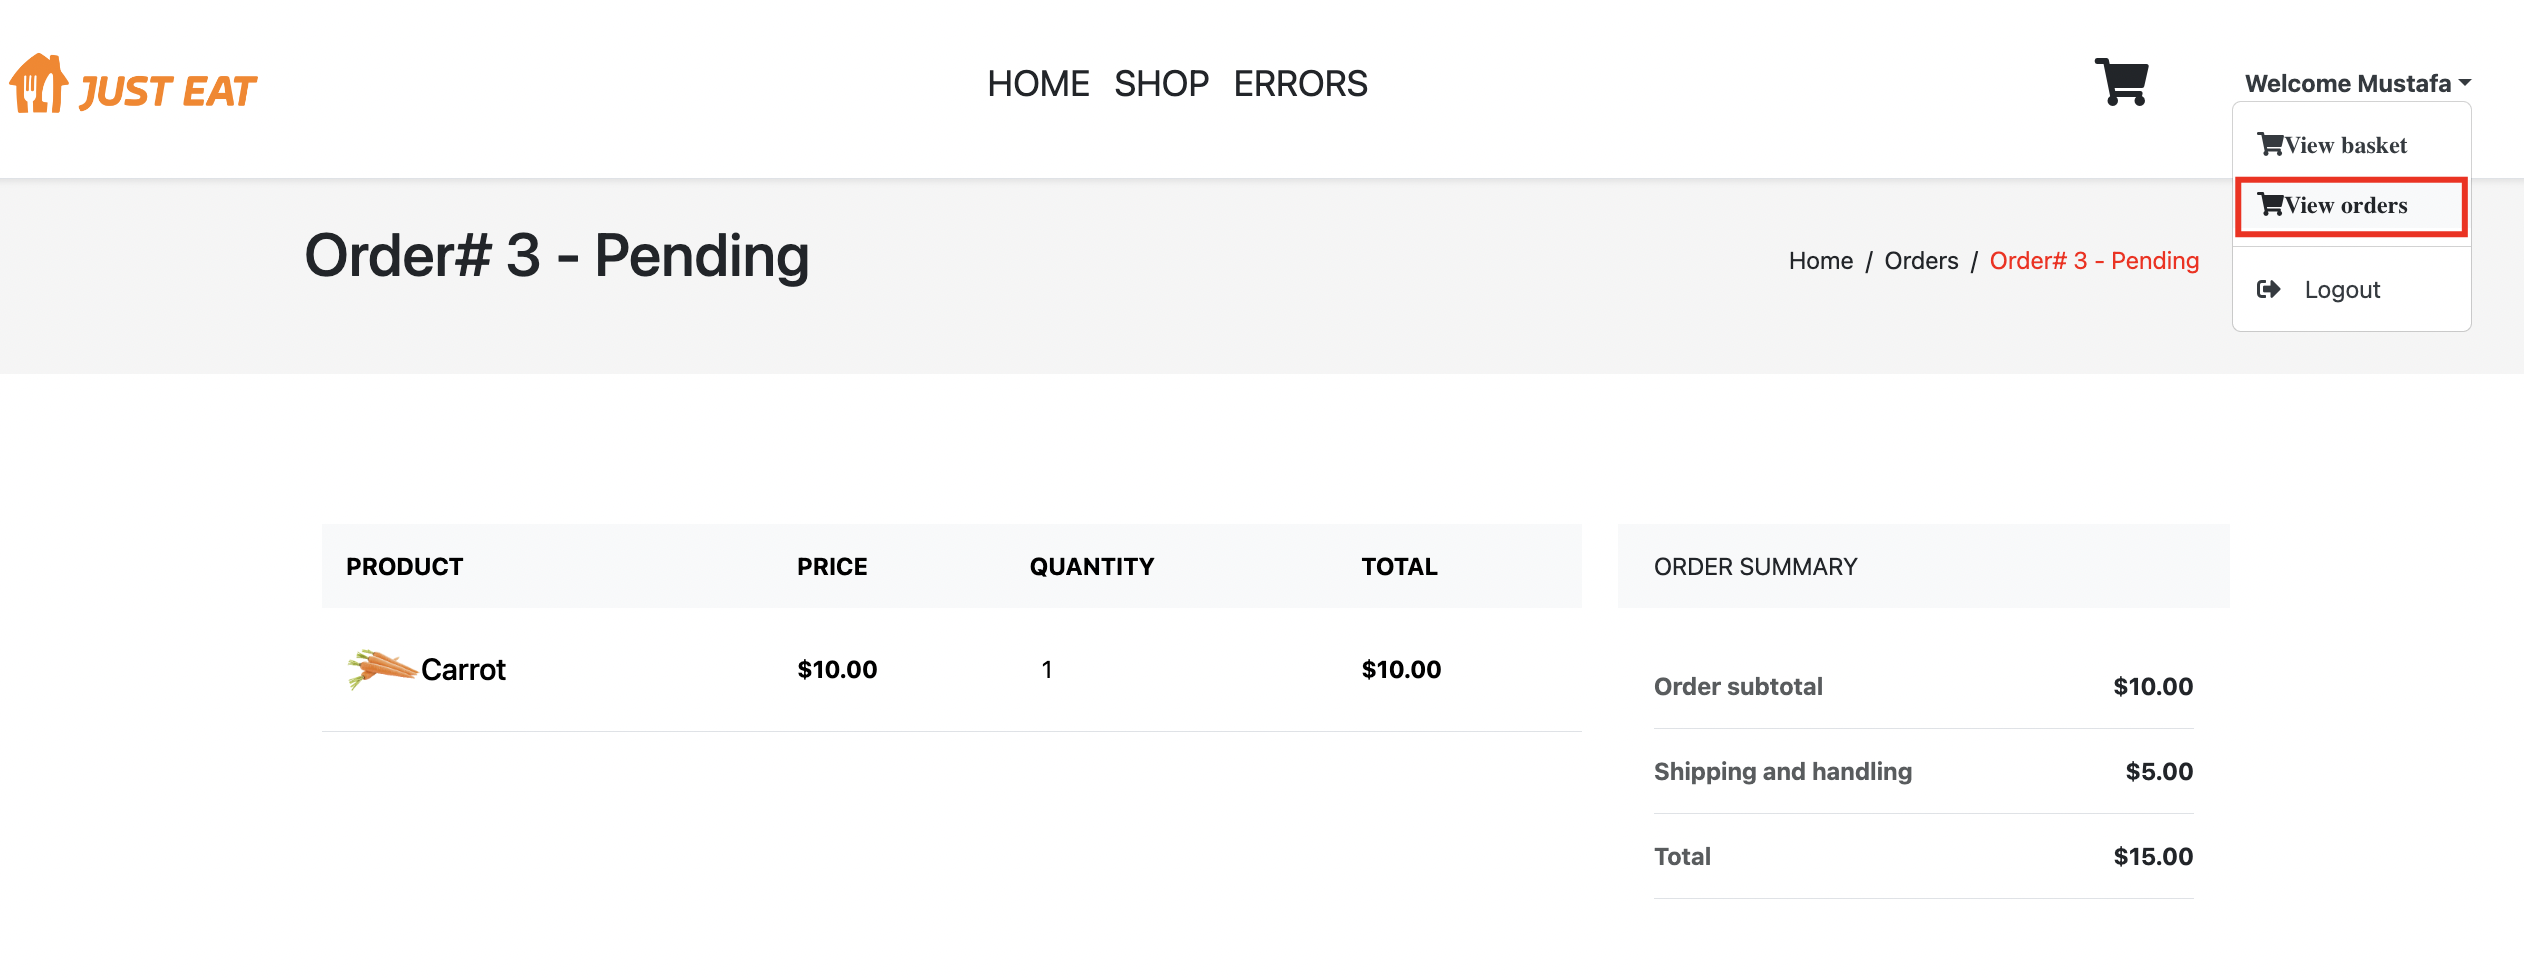 JUST EAT
HOME SHOP ERRORS
Welcome Mustafa
View basket
View orders
Logout
Order# 3 - Pending
Home / Orders / Order# 3 - Pending
PRODUCT PRICE QUANTITY TOTAL
Carrot $10.00 1 $10.00
ORDER SUMMARY
Order subtotal $10.00
Shipping and handling $5.00
Total $15.00